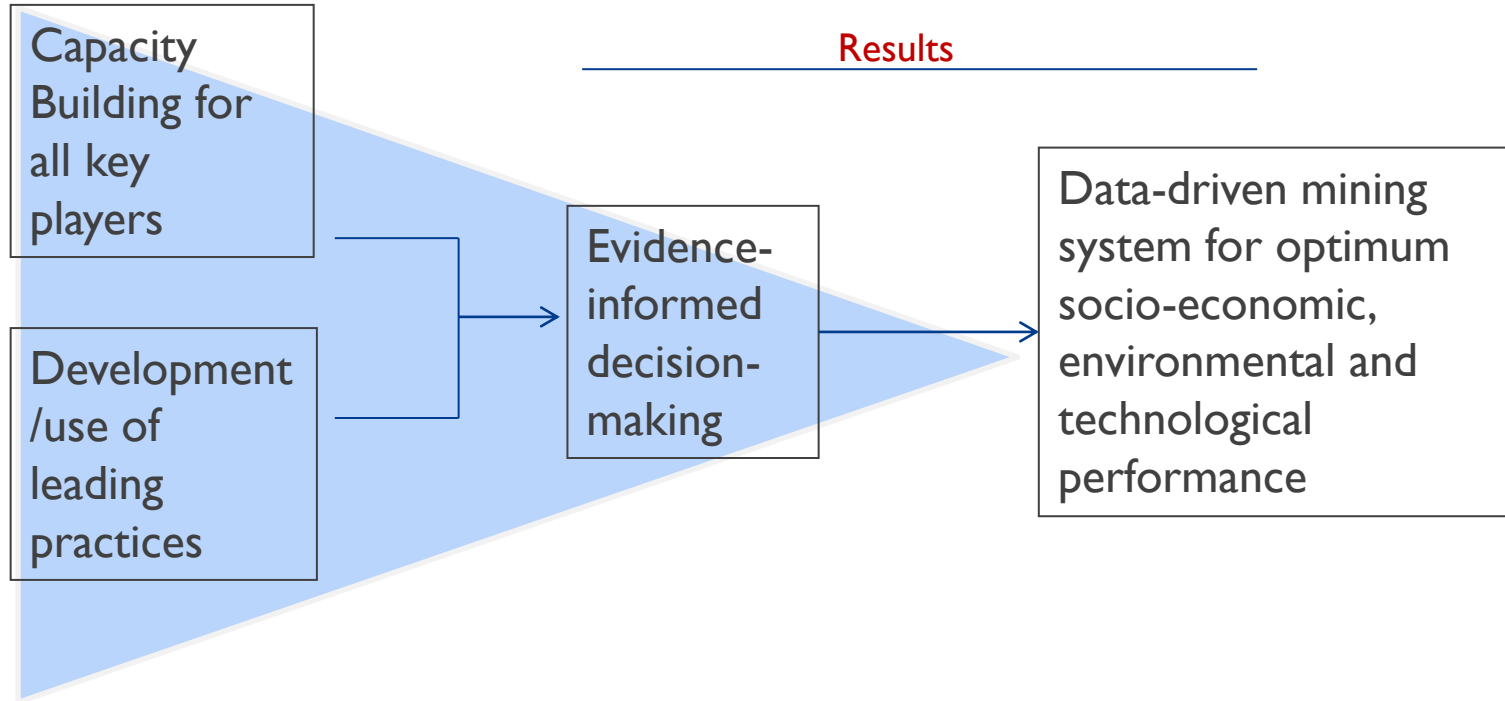 Capacity
Building for
all key
players
Results
Development
/use of
leading
practices
Evidence-
informed
decision-
making
Data-driven mining
system for optimum
socio-economic,
environmental and
technological
performance